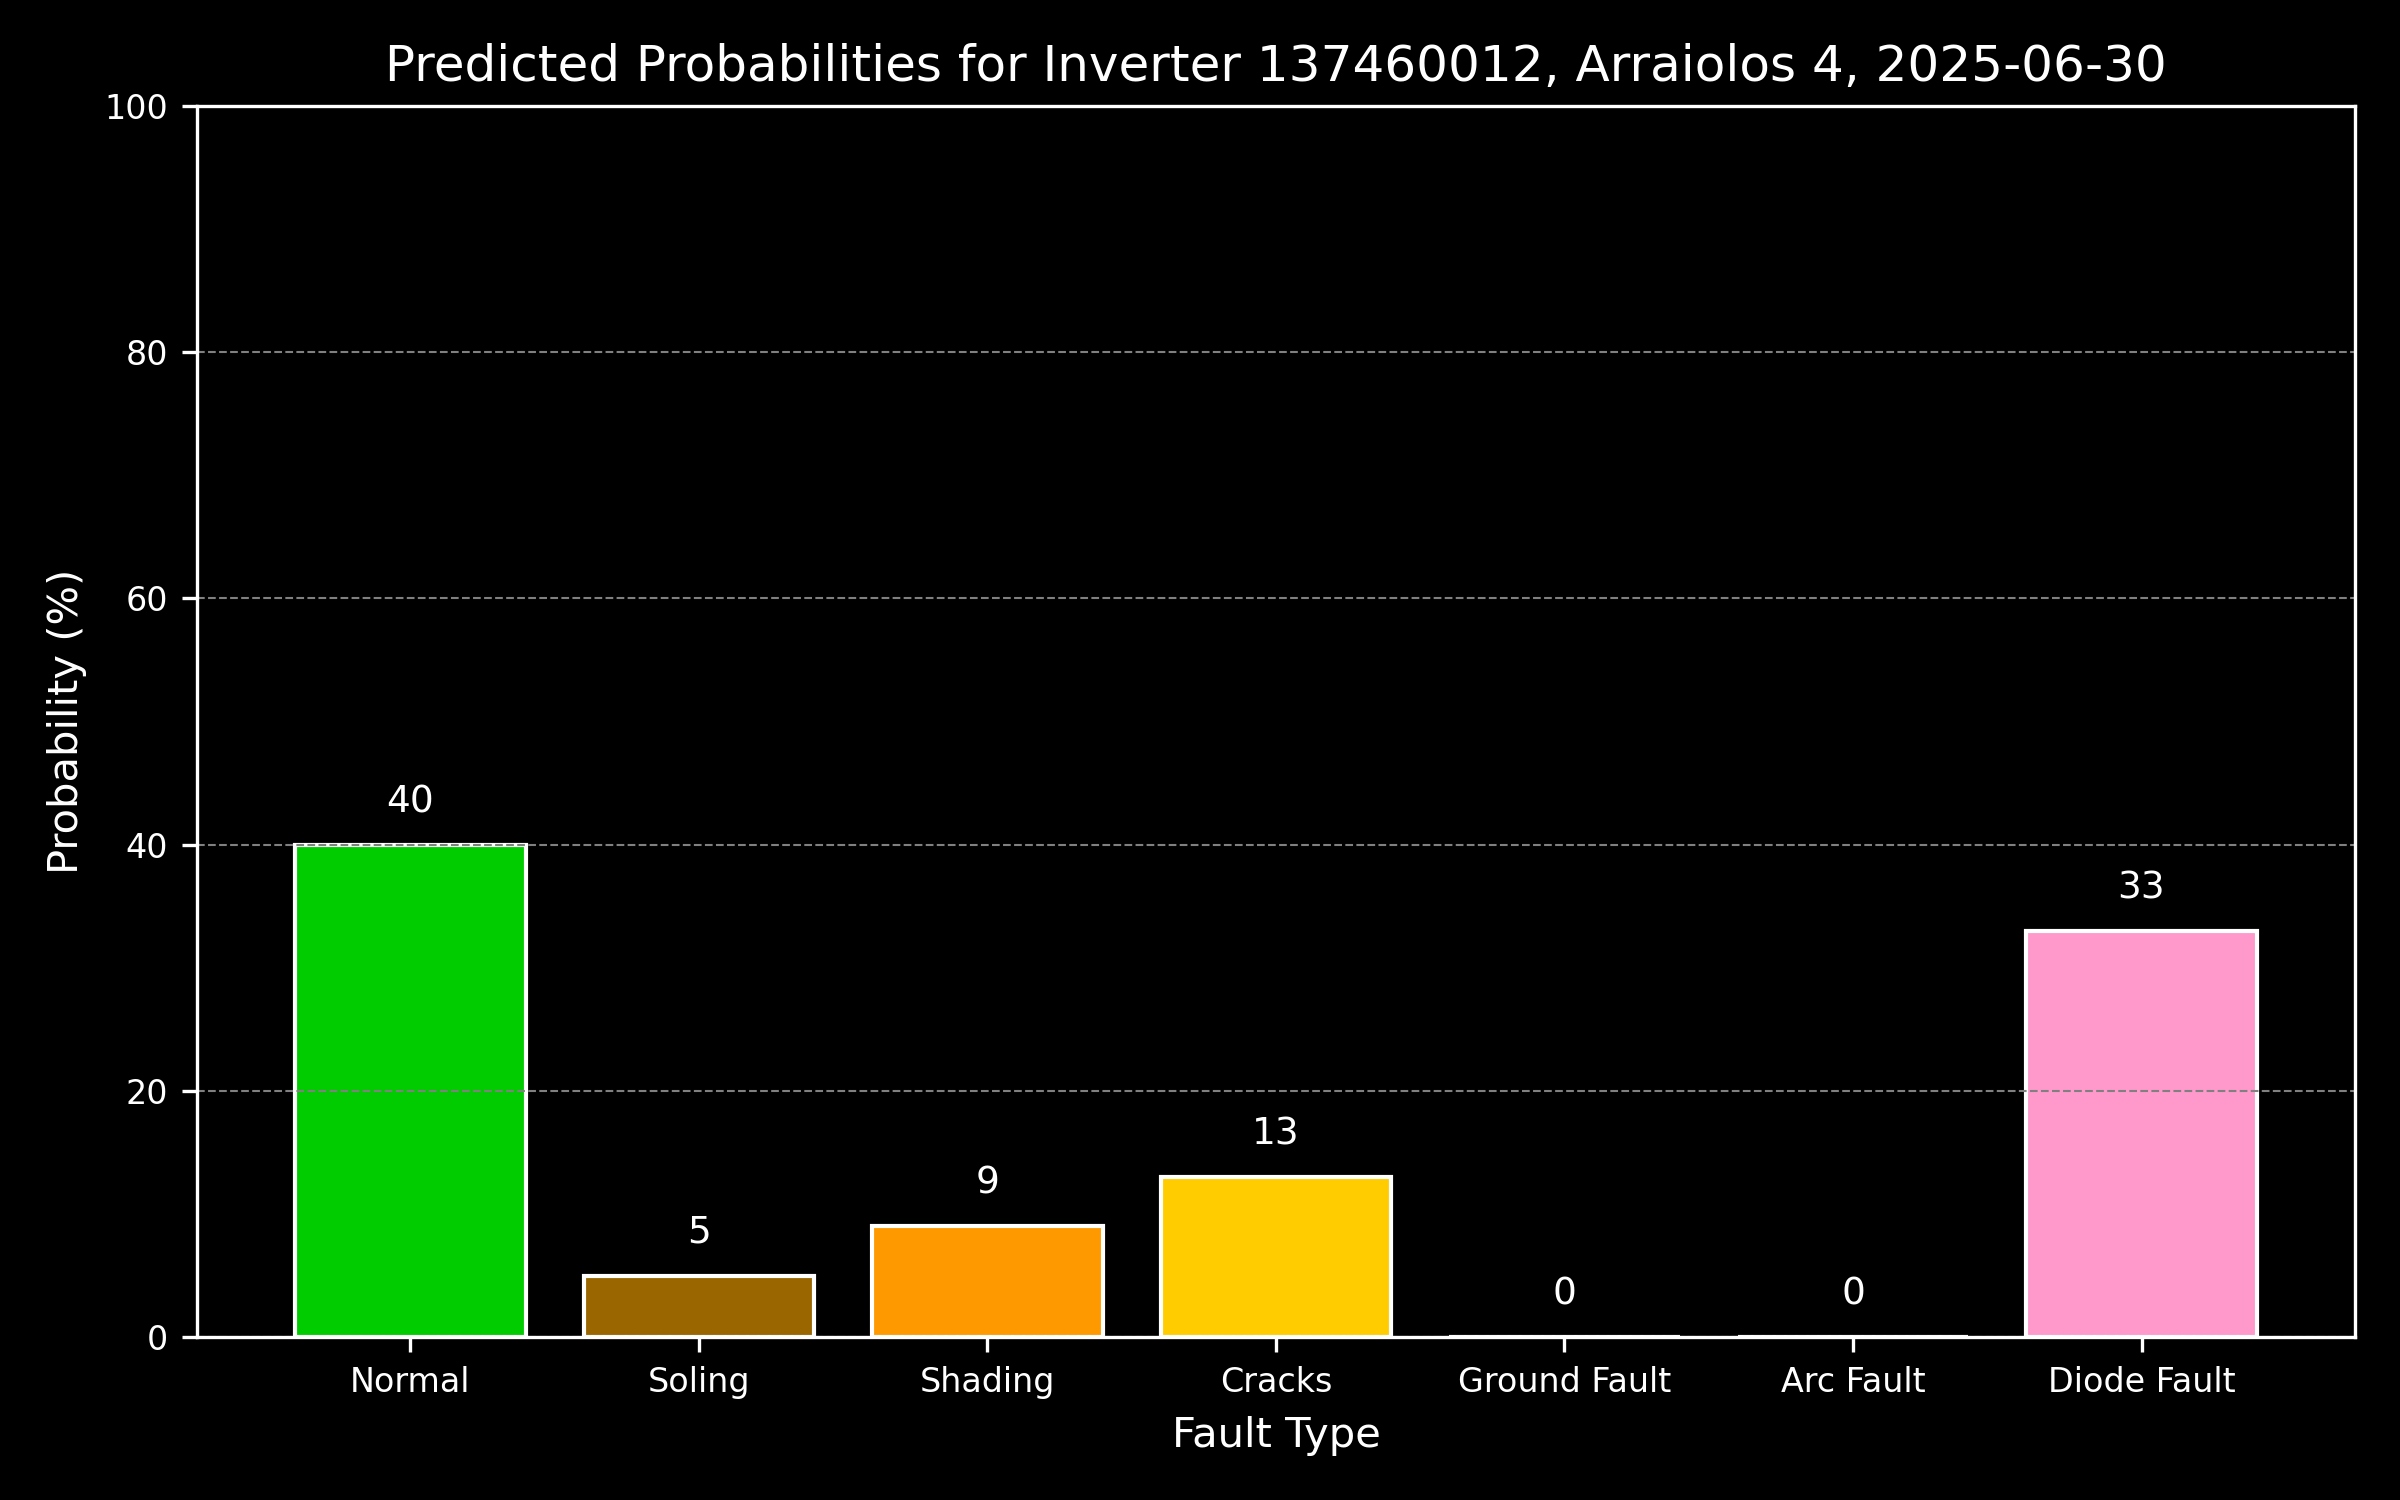 Predicted Probabilities for Inverter 137460012, Arraiolos 4, 2025-06-30
Probability (%)
100
80
60
40
20
0
40
5
9
13
0
0
33
Normal
Soling
Shading
Cracks
Ground Fault
Arc Fault
Diode Fault
Fault Type